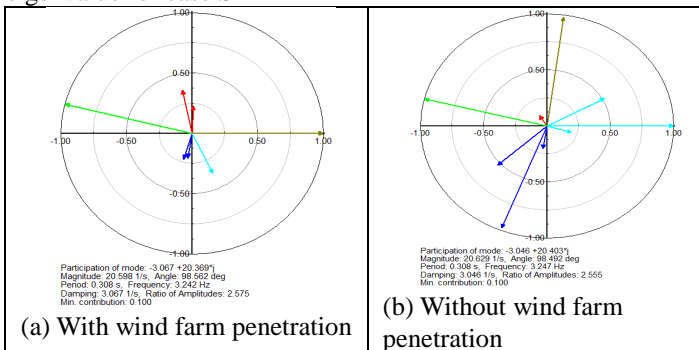 1.00
0.50
-1.00
-0.50
0.50
1.00
-0.50
-1.00
Participation of mode: -3.067 +20.369*j
Magnitude: 20.598 1/s, Angle: 98.562 deg
Period: 0.308 s, Frequency: 3.242 Hz
Damping: 3.067 1/s, Ratio of Amplitudes: 2.575
Min. contribution: 0.100
(a) With wind farm penetration
1.00
0.50
-1.00
-0.50
0.50
1.00
-0.50
-1.00
Participation of mode: -3.046 +20.403*j
Magnitude: 20.629 1/s, Angle: 98.492 deg
Period: 0.308 s, Frequency: 3.247 Hz
Damping: 3.046 1/s, Ratio of Amplitudes: 2.555
Min. contribution: 0.100
(b) Without wind farm
penetration